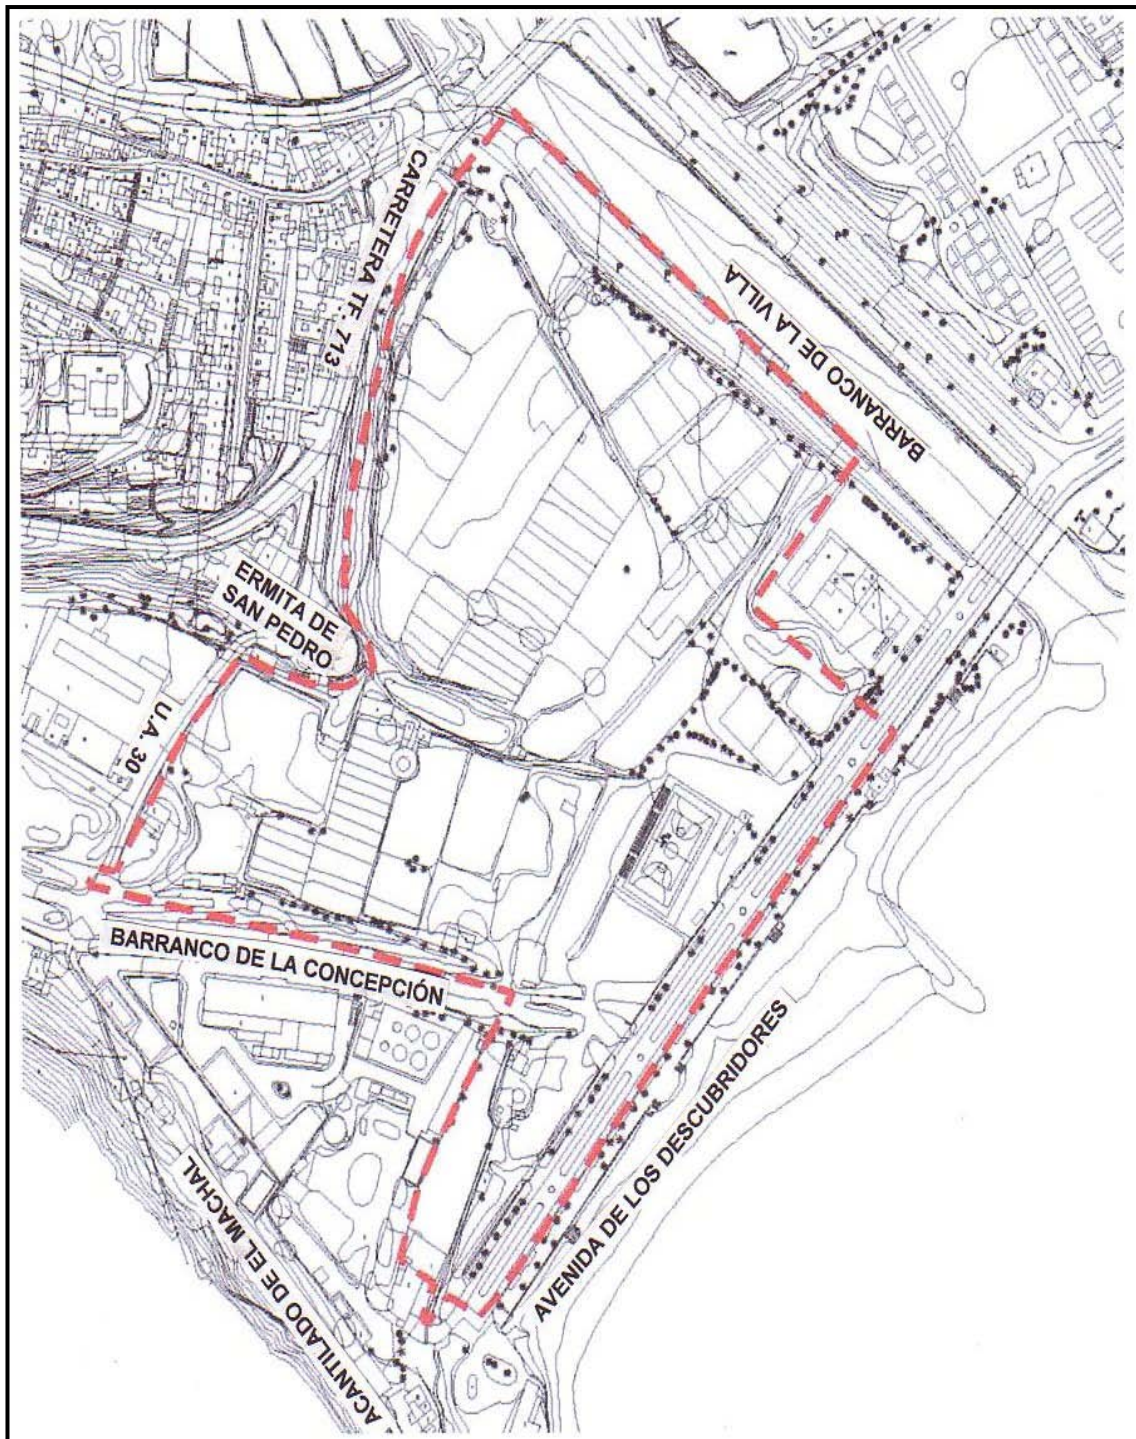 CARRETERA TF. 713
BARRANCO DE LA VILLA
ERMITA DE
SAN PEDRO
U.A. 30
BARRANCO DE LA CONCEPCIÓN
AVENIDA DE LOS DESCUBRIDORES
ACANTILADO DE EL MACHAL